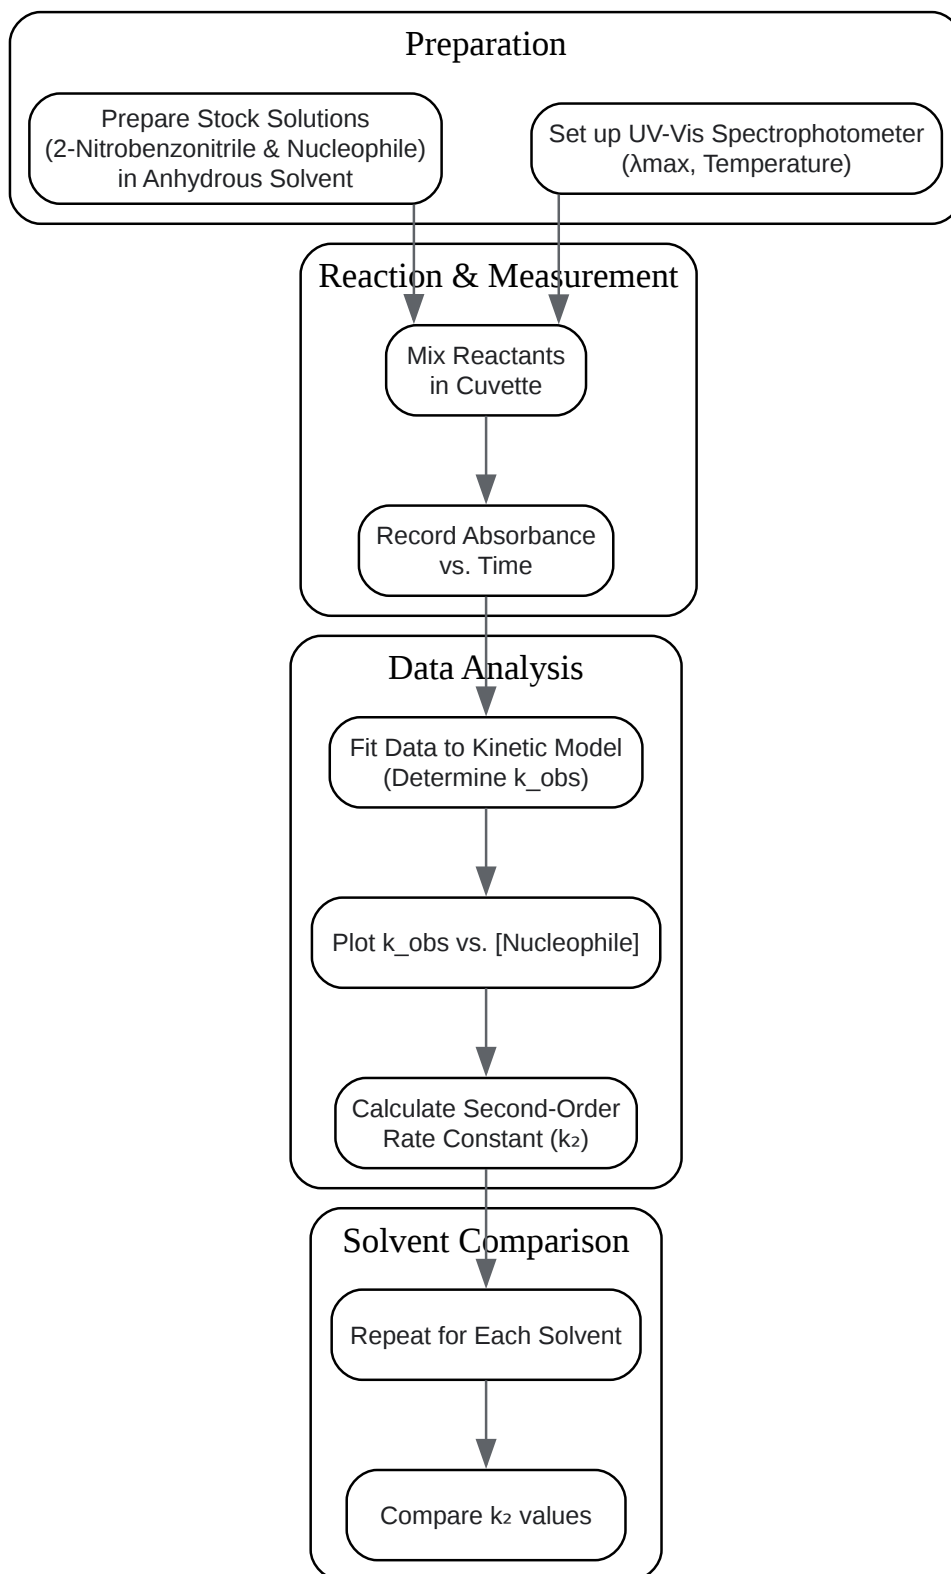 Preparation
Prepare Stock Solutions
(2-Nitrobenzonitrile & Nucleophile)
in Anhydrous Solvent
Set up UV-Vis Spectrophotometer
(λmax, Temperature)
Reaction & Measurement
Mix Reactants
in Cuvette
Record Absorbance
vs. Time
Data Analysis
Fit Data to Kinetic Model
(Determine k_obs)
Plot k_obs vs. [Nucleophile]
Calculate Second-Order
Rate Constant (k₂)
Solvent Comparison
Repeat for Each Solvent
Compare k₂ values